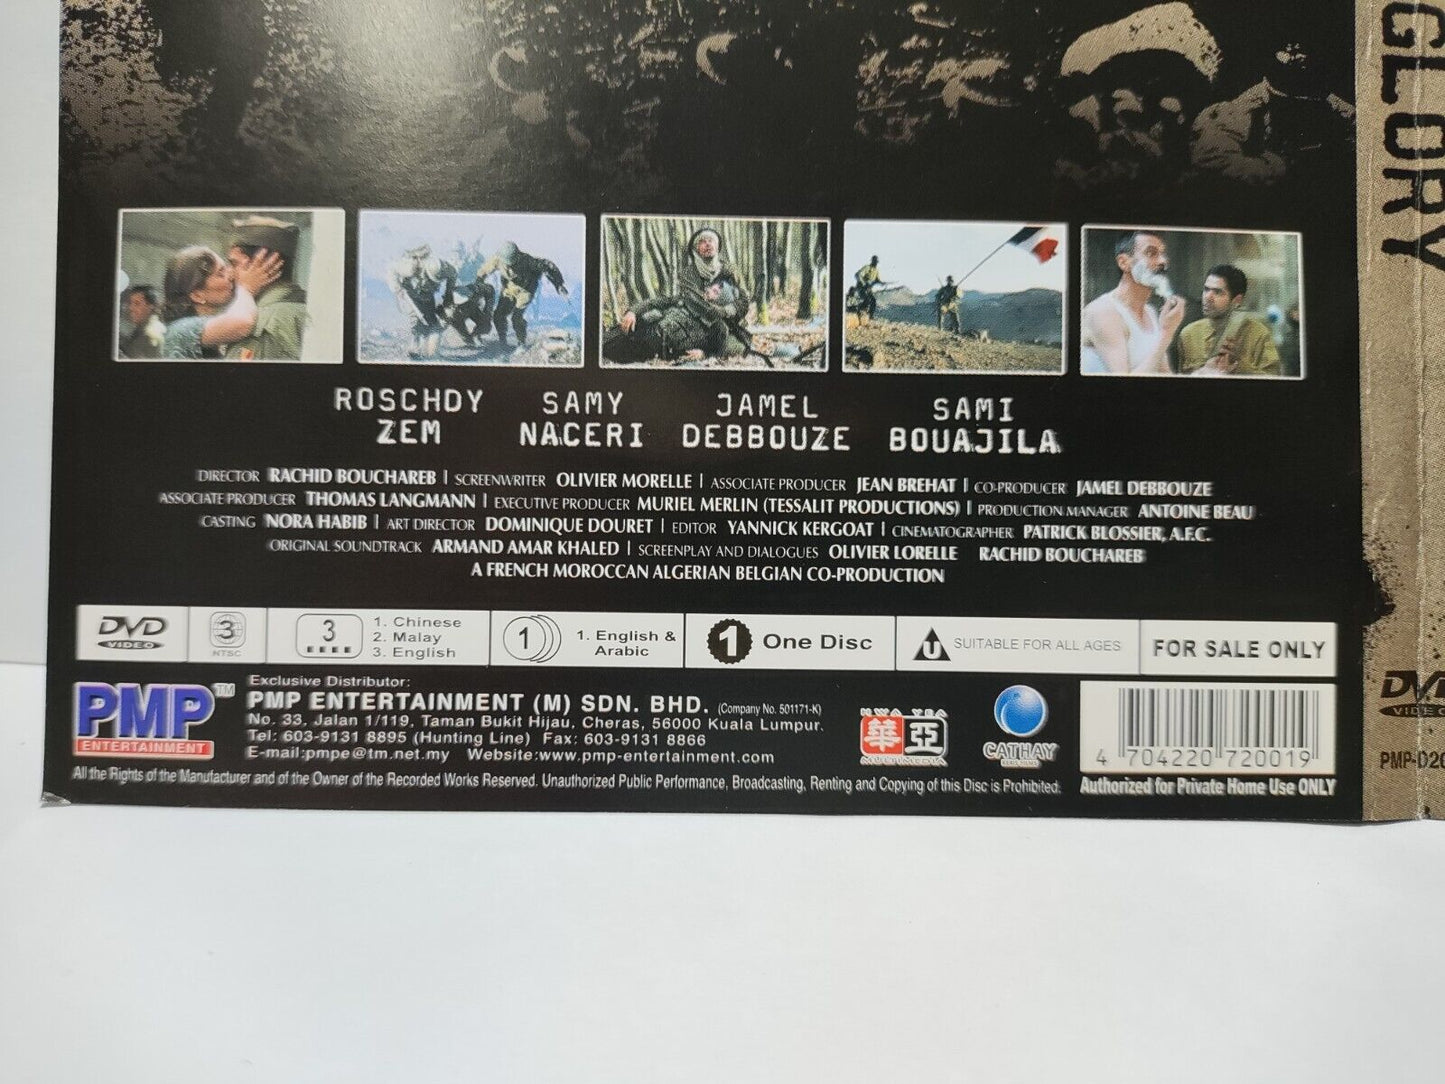 GLORY
ROSCHDY ZEM
SAMY NACERI
JAMEL DEBBOUZE
SAMI BOUAJILA
DIRECTOR RACHID BOUCHAREB | SCREENWRITER OLIVIER MORELLE | ASSOCIATE PRODUCER JEAN BREHAT | CO-PRODUCER JAMEL DEBBOUZE
ASSOCIATE PRODUCER THOMAS LANGMANN | EXECUTIVE PRODUCER MURIEL MERLIN (TESSALIT PRODUCTIONS) | PRODUCTION MANAGER ANTOINE BEAU
CASTING NORA HABIB | ART DIRECTOR DOMINIQUE DOURET | EDITOR YANNICK KERGOAT | CINEMATOGRAPHER PATRICK BLOSSIER, A.F.C.
ORIGINAL SOUNDTRACK ARMAND AMAR KHALED | SCREENPLAY AND DIALOGUES OLIVIER LORELLE RACHID BOUCHAREB
A FRENCH MOROCCAN ALGERIAN BELGIAN CO-PRODUCTION
DVD VIDEO
3 NTSC
3
1. Chinese
2. Malay
3. English
1
1. English &
Arabic
1 One Disc
U SUITABLE FOR ALL AGES
FOR SALE ONLY
PMP™
ENTERTAINMENT
Exclusive Distributor:
PMP ENTERTAINMENT (M) SDN. BHD. (Company No. 501171-K)
No. 33, Jalan 1/119, Taman Bukit Hijau, Cheras, 56000 Kuala Lumpur.
Tel: 603-9131 8895 (Hunting Line) Fax: 603-9131 8866
E-mail:pmpe@tm.net.my Website:www.pmp-entertainment.com
HWA YEA
華亞
MULTIMEDIA
CATHAY
KERIS FILMS
4 704220 720019
All the Rights of the Manufacturer and of the Owner of the Recorded Works Reserved. Unauthorized Public Performance, Broadcasting, Renting and Copying of this Disc is Prohibited.
Authorized for Private Home Use ONLY
DVD
VIDEO
PMP-D20